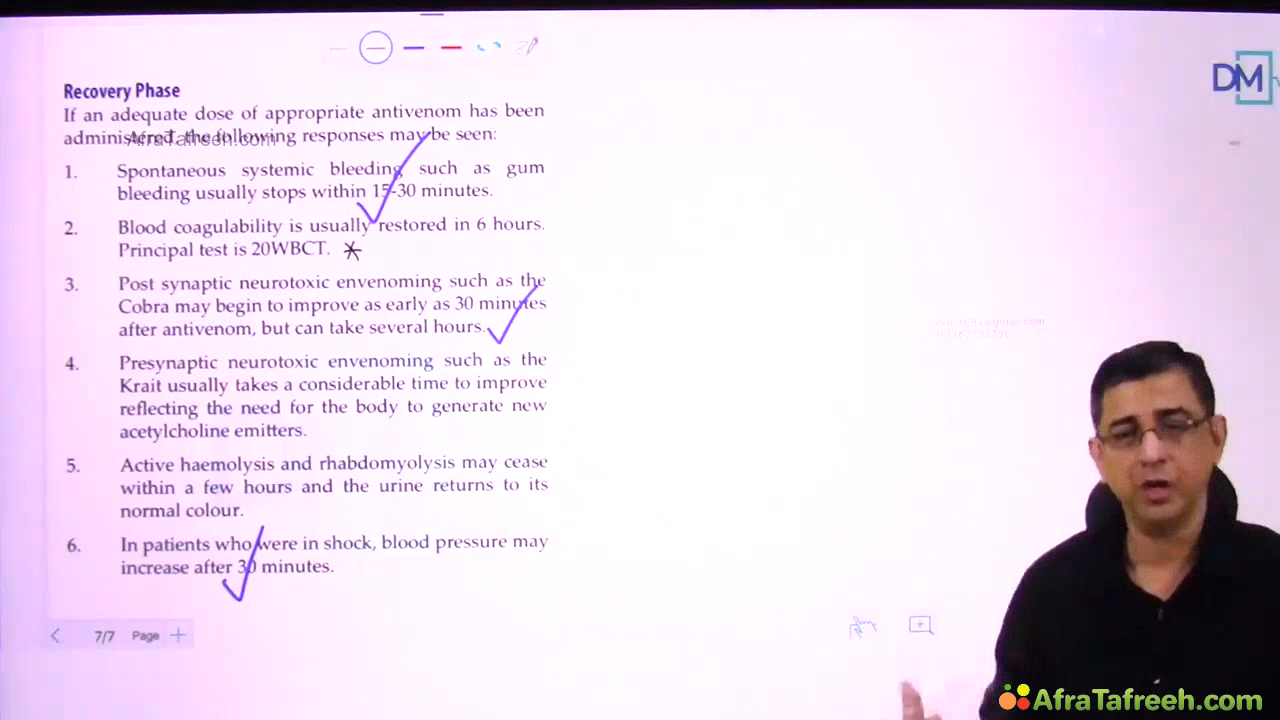 DM
Recovery Phase
If an adequate dose of appropriate antivenom has been
administered, the following responses may be seen:
AfraTafreeh.com
1. Spontaneous systemic bleeding such as gum
bleeding usually stops within 15-30 minutes.
2. Blood coagulability is usually restored in 6 hours.
Principal test is 20WBCT. *
3. Post synaptic neurotoxic envenoming such as the
Cobra may begin to improve as early as 30 minutes
after antivenom, but can take several hours.
4. Presynaptic neurotoxic envenoming such as the
Krait usually takes a considerable time to improve
reflecting the need for the body to generate new
acetylcholine emitters.
5. Active haemolysis and rhabdomyolysis may cease
within a few hours and the urine returns to its
normal colour.
6. In patients who were in shock, blood pressure may
increase after 30 minutes.
< 7/7 Page +
AfraTafreeh.com